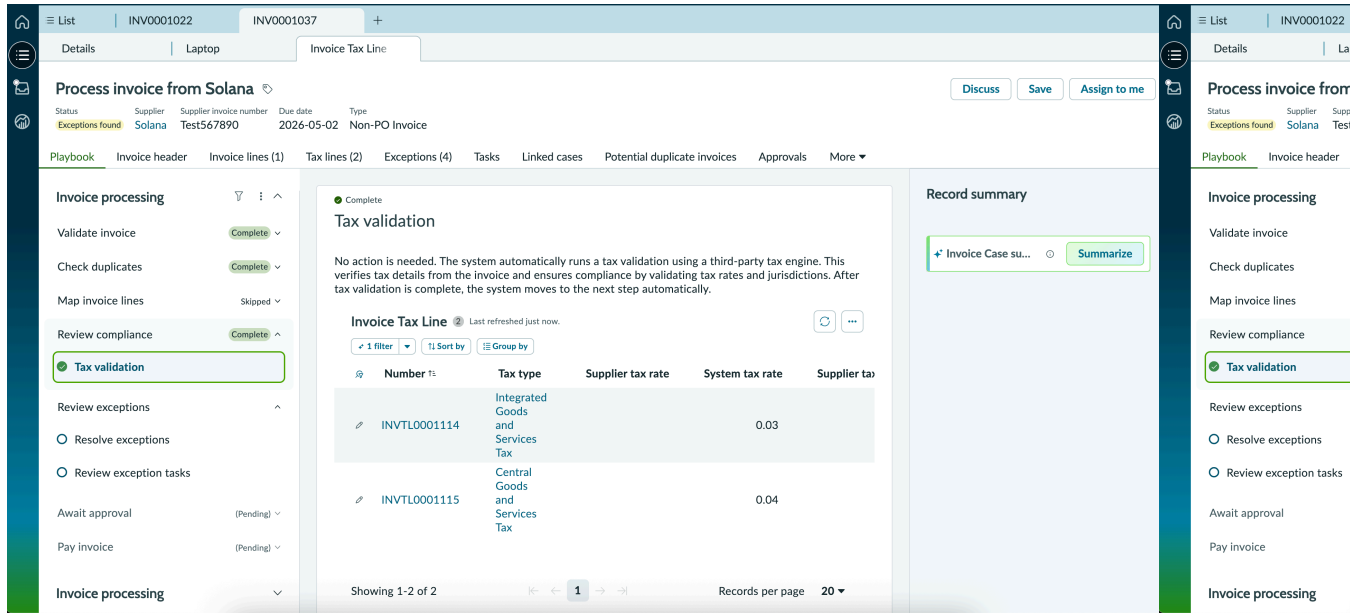 List
INV0001022
INV0001037
Details
Laptop
Invoice Tax Line
Process invoice from Solana
Discuss
Save
Assign to me
Status
Supplier
Supplier invoice number
Due date
Type
Exceptions found
Solana
Test567890
2026-05-02
Non-PO Invoice
Playbook
Invoice header
Invoice lines (1)
Tax lines (2)
Exceptions (4)
Tasks
Linked cases
Potential duplicate invoices
Approvals
More
Invoice processing
Validate invoice
Complete
Check duplicates
Complete
Map invoice lines
Skipped
Review compliance
Complete
Tax validation
Review exceptions
Resolve exceptions
Review exception tasks
Await approval
(Pending)
Pay invoice
(Pending)
Invoice processing
Complete
Tax validation
No action is needed. The system automatically runs a tax validation using a third-party tax engine. This
verifies tax details from the invoice and ensures compliance by validating tax rates and jurisdictions. After
tax validation is complete, the system moves to the next step automatically.
Invoice Tax Line 2 Last refreshed just now.
1 filter
Sort by
Group by
Number
Tax type
Supplier tax rate
System tax rate
Supplier tax
INVTL0001114
Integrated
Goods
and
Services
Tax
0.03
INVTL0001115
Central
Goods
and
Services
Tax
0.04
Showing 1-2 of 2
1
Records per page
20
Record summary
Invoice Case su...
Summarize
List
INV0001022
Details
La
Process invoice from
Status
Supplier
Supp
Exceptions found
Solana
Test
Playbook
Invoice header
Invoice processing
Validate invoice
Check duplicates
Map invoice lines
Review compliance
Tax validation
Review exceptions
Resolve exceptions
Review exception tasks
Await approval
Pay invoice
Invoice processing